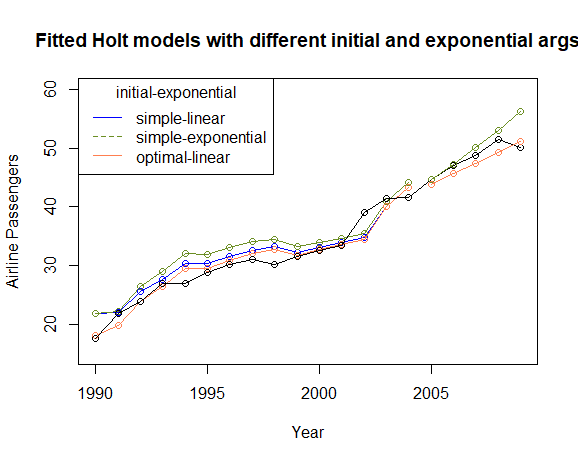 Fitted Holt models with different initial and exponential args
initial-exponential
simple-linear
simple-exponential
optimal-linear
Airline Passengers
60
50
40
30
20
1990
1995
2000
2005
Year